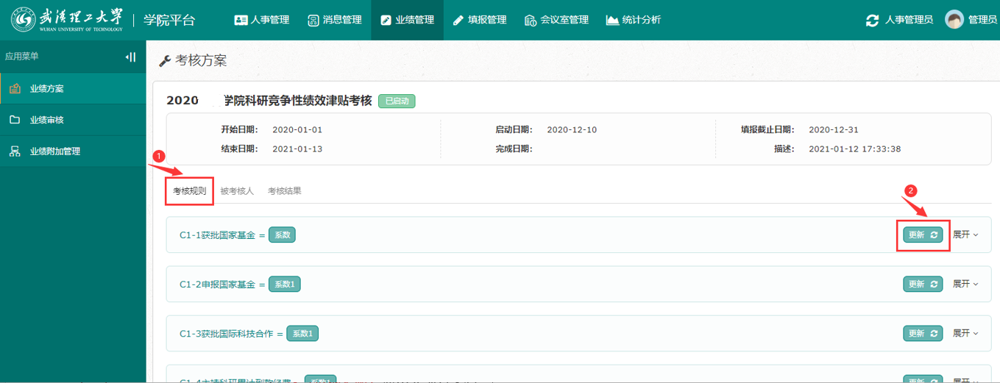 武汉理工大学
WUHAN UNIVERSITY OF TECHNOLOGY
学院平台
人事管理
消息管理
业绩管理
填报管理
会议室管理
统计分析
人事管理员
管理员
应用菜单
业绩方案
业绩审核
业绩附加管理
考核方案
2020 学院科研竞争性绩效津贴考核 已启动
开始日期： 2020-01-01
启动日期： 2020-12-10
填报截止日期： 2020-12-31
结束日期： 2021-01-13
完成日期：
描述： 2021-01-12 17:33:38
1
考核规则
被考核人
考核结果
2
C1-1获批国家基金 = 系数 更新 展开
C1-2申报国家基金 = 系数1 更新 展开
C1-3获批国际科技合作 = 系数1 更新 展开